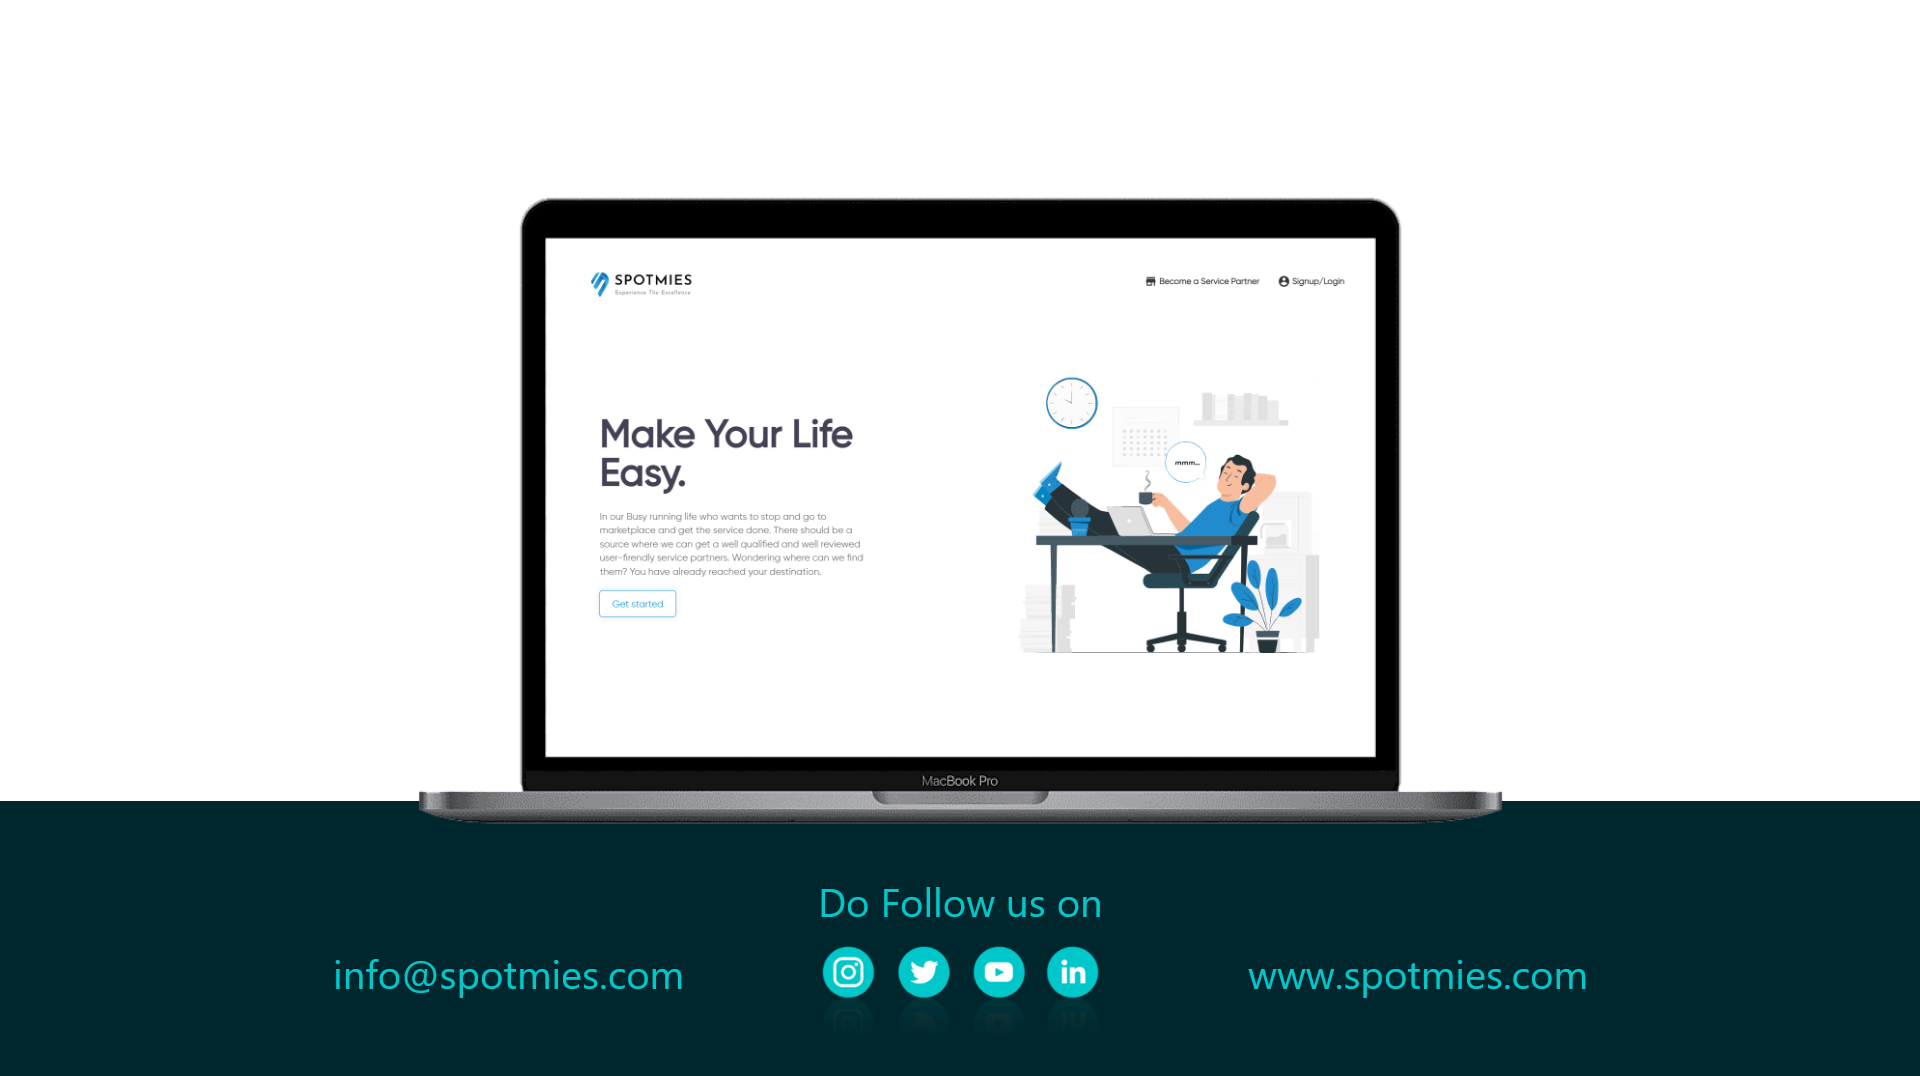 SPOTMIES
Experience The Excellence
Become a Service Partner
Signup/Login
Make Your Life
Easy.
In our Busy running life who wants to stop and go to
marketplace and get the service done. There should be a
source where we can get a well qualified and well reviewed
user-firendly service partners. Wondering where can we find
them? You have already reached your destination.
Get started
mmm...
MacBook Pro
Do Follow us on
info@spotmies.com
in
www.spotmies.com